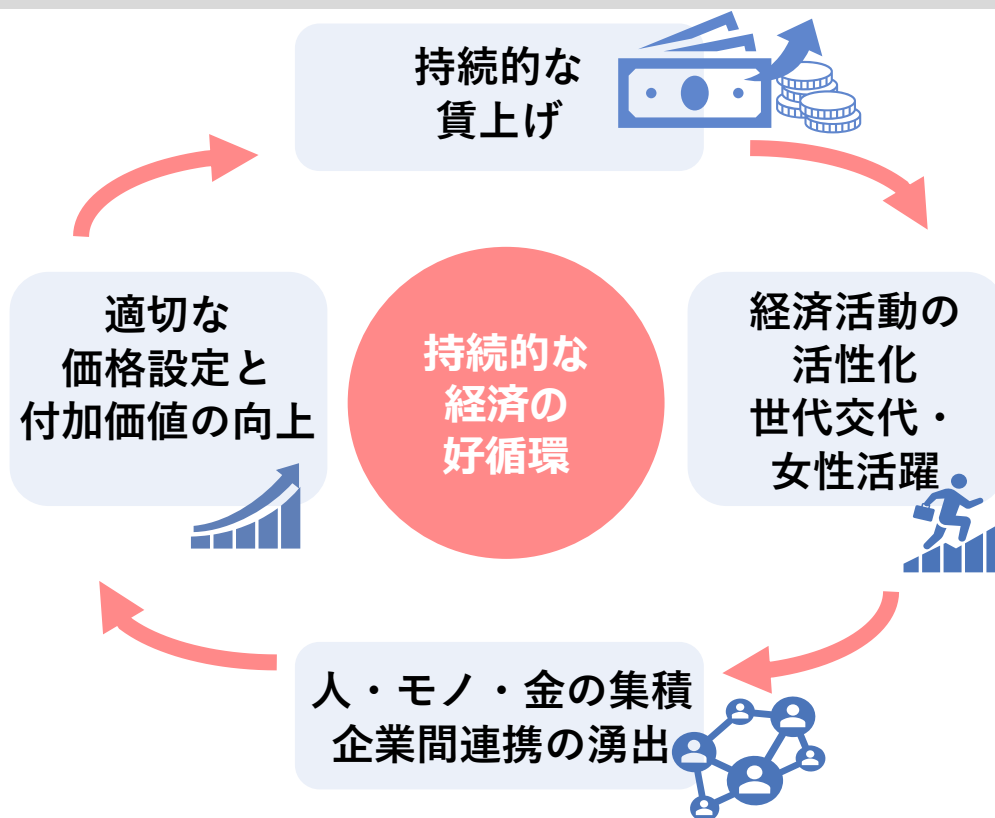 持続的な
賃上げ
経済活動の
活性化
世代交代・
女性活躍
人・モノ・金の集積
企業間連携の湧出
適切な
価格設定と
付加価値の向上
持続的な
経済の
好循環